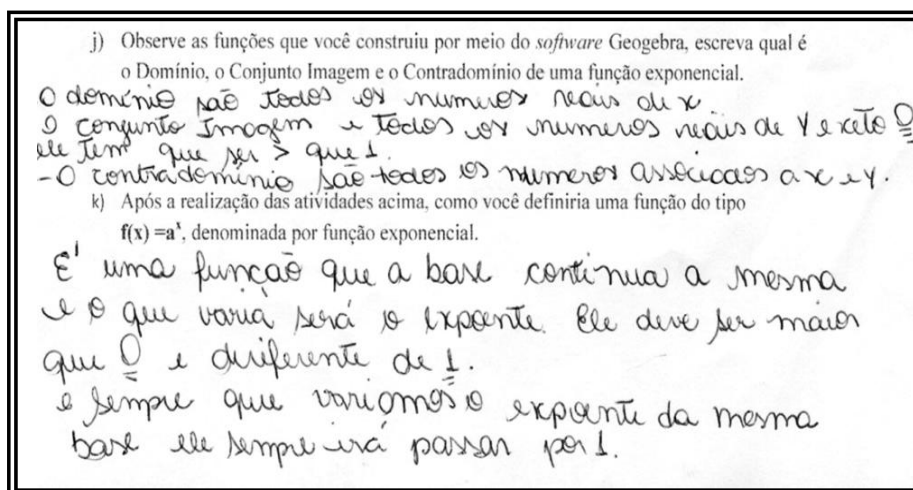 j) Observe as funções que você construiu por meio do software Geogebra, escreva qual é
o Domínio, o Conjunto Imagem e o Contradomínio de uma função exponencial.
O domínio são todos os numeros reais de x.
O conjunto Imagem e todos os numeros reais de Y exceto 0
ele tem que ser > que 1.
- O contradomínio são todos os numeros associados a x e y.
k) Após a realização das atividades acima, como você definiria uma função do tipo
f(x) =aˣ, denominada por função exponencial.
E' uma função que a base continua a mesma
e o que varia será o expoente. Ele deve ser maior
que 0 e diiferente de 1.
e sempre que variamos o expoente da mesma
base ele sempre irá passar por 1.